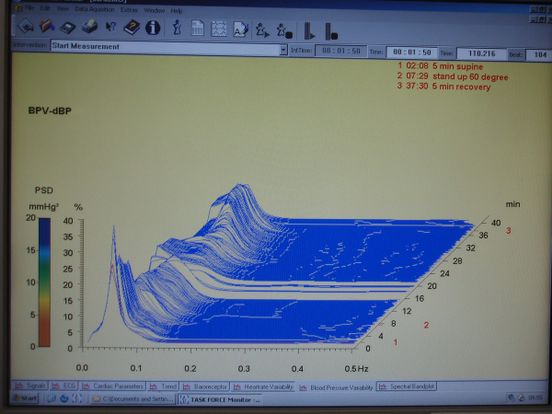 File Edit View Data Aquisition Extras Window Help
Intervention: Start Measurement IntTime: 00 : 01 : 50 Time: 00 : 01 : 50 Time: 110.216 Beat: 104
1 02:08 5 min supine
2 07:29 stand up 60 degree
3 37:30 5 min recovery
BPV-dBP
PSD
mmHg² % min
20 40
15 35
10 30
5 25
0 20
15
10
5
0
0.0 0.1 0.2 0.3 0.4 0.5 Hz
0 4 8 12 16 20 24 28 32 36 40
1 2 3
Signals ECG Cardiac Parameters Trend Baroreceptor Heartrate Variability Blood Pressure Variability Spectral Bandplot
Start C:\Documents and Settin... TASK FORCE Monitor -...